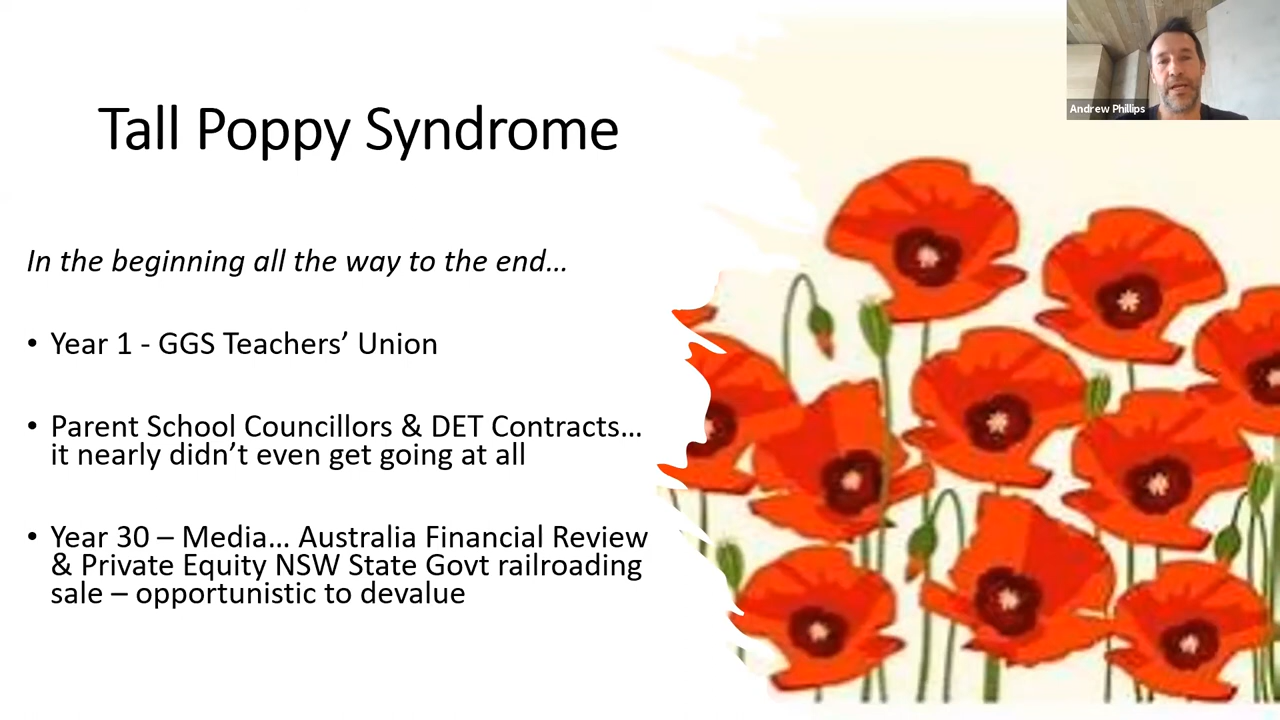 Andrew Phillips
Tall Poppy Syndrome
In the beginning all the way to the end...
• Year 1 - GGS Teachers’ Union
• Parent School Councillors & DET Contracts...
it nearly didn’t even get going at all
• Year 30 – Media... Australia Financial Review
& Private Equity NSW State Govt railroading
sale – opportunistic to devalue